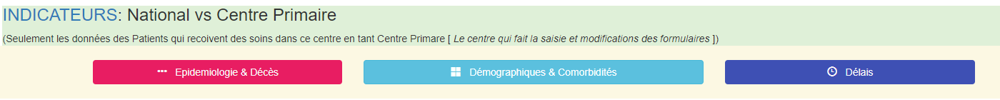 INDICATEURS: National vs Centre Primaire
(Seulement les données des Patients qui recoivent des soins dans ce centre en tant Centre Primare [ Le centre qui fait la saisie et modifications des formulaires ])
Epidemiologie & Décès
Démographiques & Comorbidités
Délais